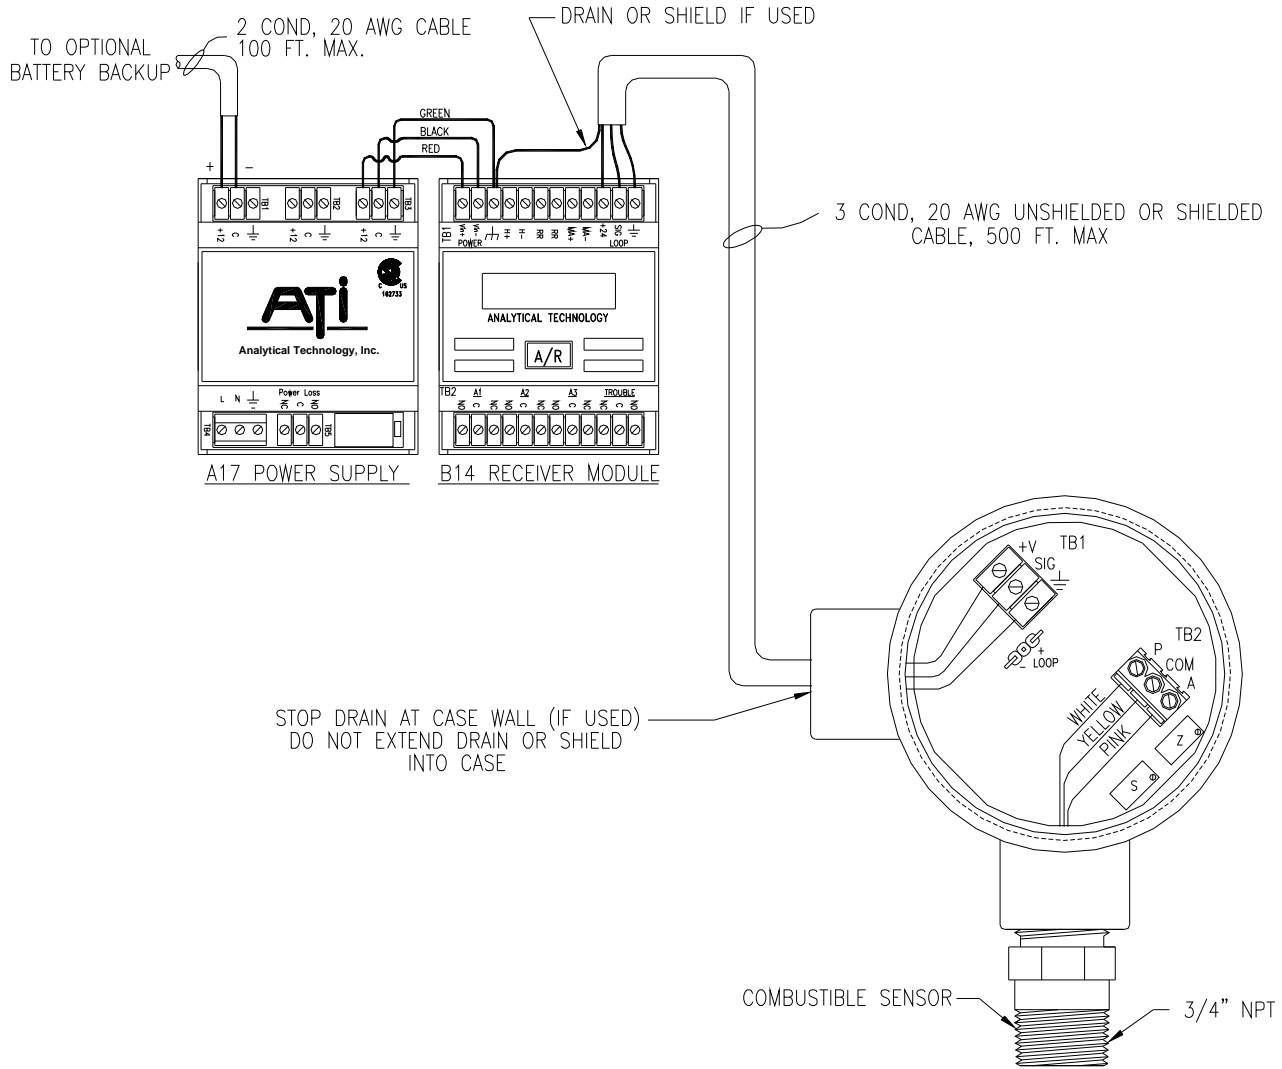 DRAIN OR SHIELD IF USED
2 COND, 20 AWG CABLE
100 FT. MAX.
TO OPTIONAL
BATTERY BACKUP
GREEN
BLACK
RED
+ −
TB1 TB2 TB3
+12 C +12 C +12 C
C US
162733
ATi
Analytical Technology, Inc.
L N
Power Loss
NC C NO
TB4 TB5
A17 POWER SUPPLY
TB1
H+ H- RR RR MA+ MA- +24 SIG
POWER LOOP
ANALYTICAL TECHNOLOGY
A/R
TB2 A1 A2 A3 TROUBLE
NO C NC NO C NC NO C NC NC C NO
B14 RECEIVER MODULE
3 COND, 20 AWG UNSHIELDED OR SHIELDED
CABLE, 500 FT. MAX
+V TB1
SIG
+
- LOOP
TB2
P
COM
A
WHITE
YELLOW
PINK
Z
S
STOP DRAIN AT CASE WALL (IF USED)
DO NOT EXTEND DRAIN OR SHIELD
INTO CASE
COMBUSTIBLE SENSOR
3/4" NPT